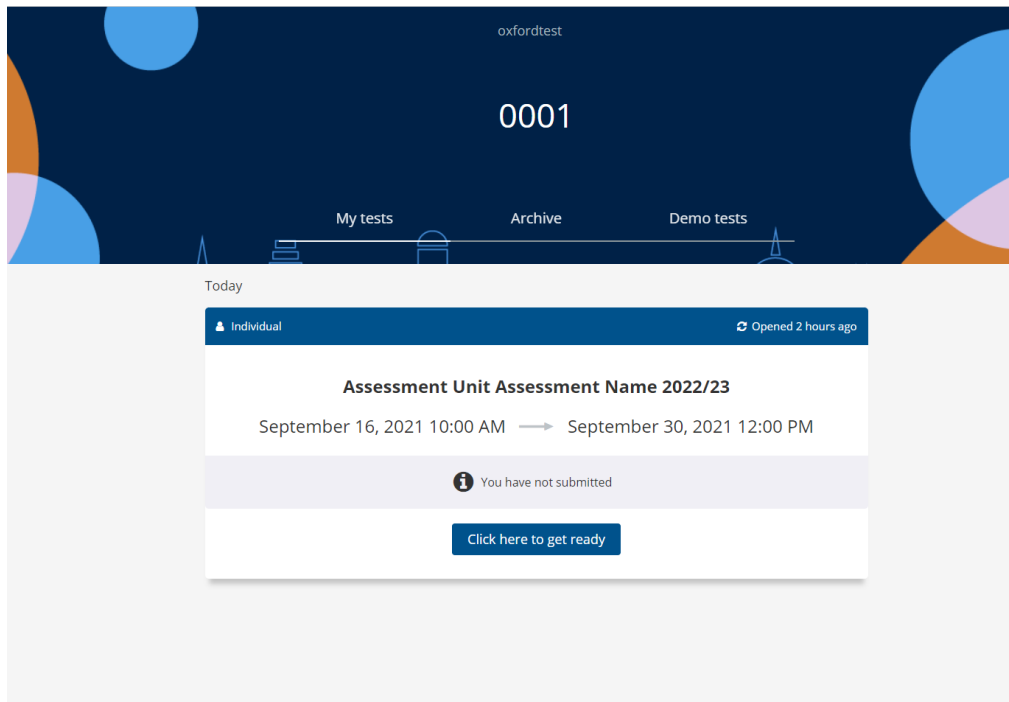 oxfordtest
0001
My tests Archive Demo tests
Today
Individual Opened 2 hours ago
Assessment Unit Assessment Name 2022/23
September 16, 2021 10:00 AM September 30, 2021 12:00 PM
You have not submitted
Click here to get ready